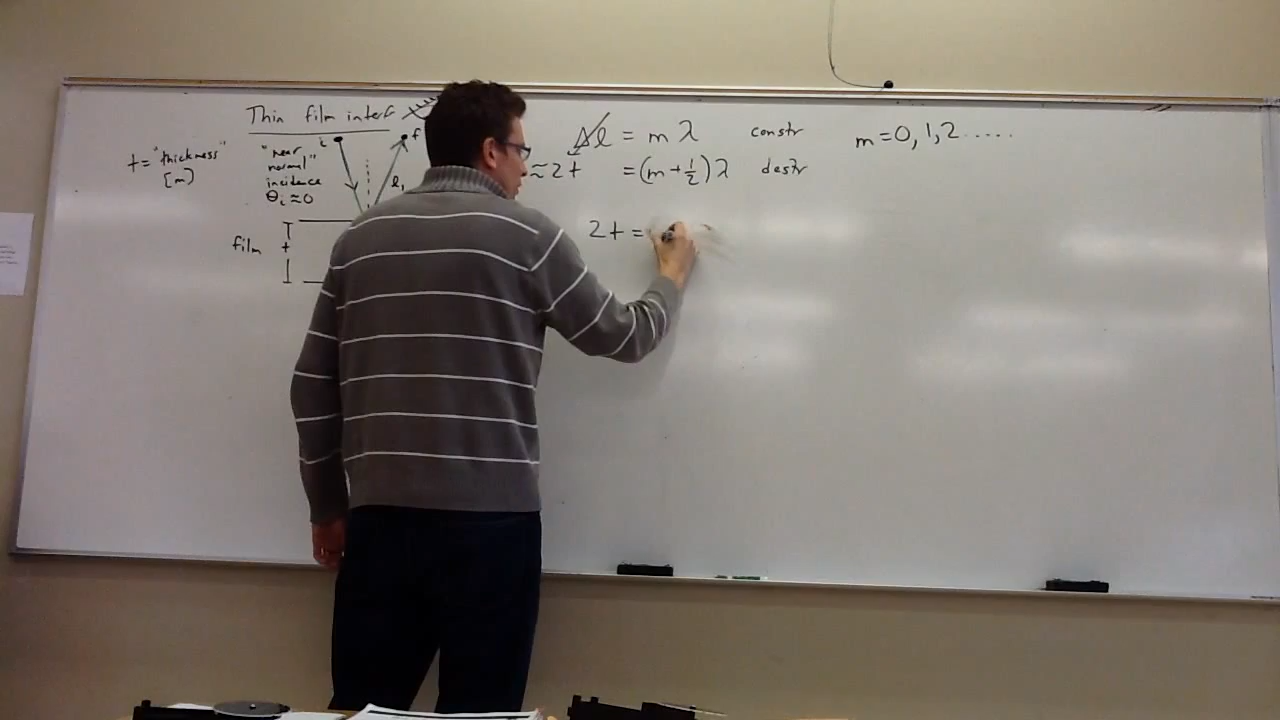 Thin film interf
t = "thickness"
[m]
"near
normal"
incidence
θi ≈ 0
i
f
l1
film
t
Δl = mλ constr
≈ 2t = (m + 1/2) λ destr
m = 0, 1, 2 .....
2t =